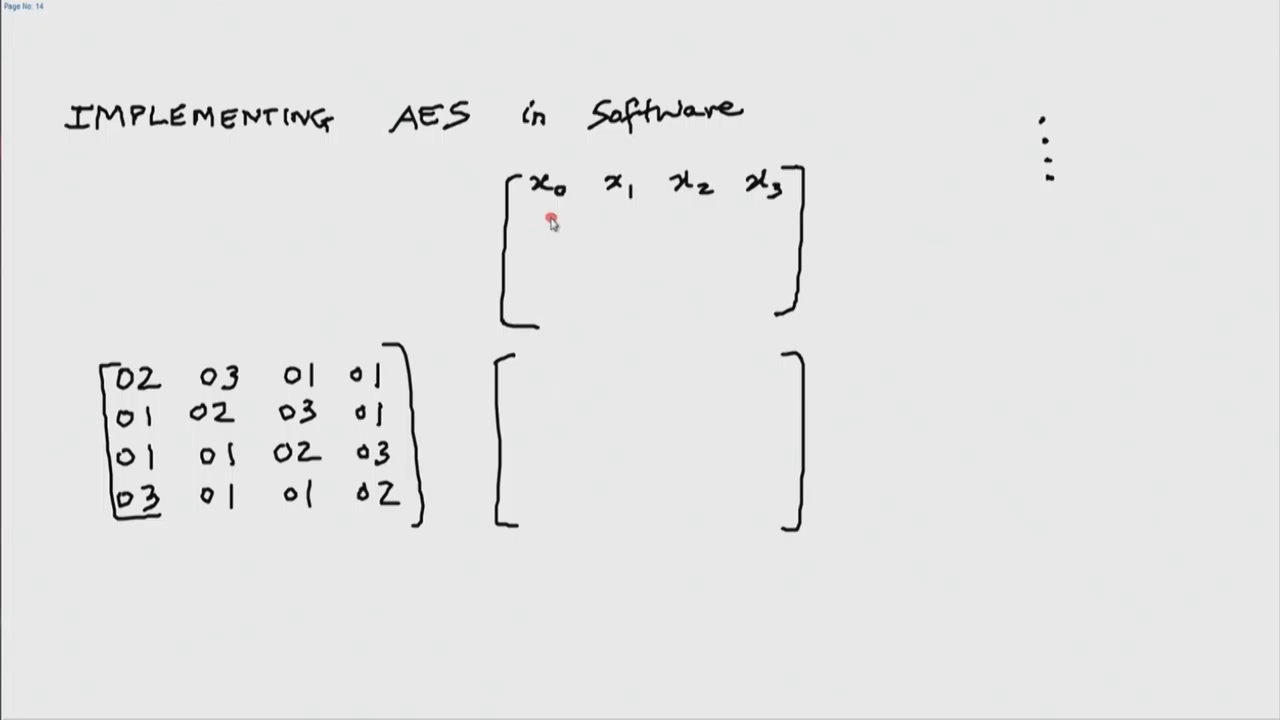 Page No: 14
IMPLEMENTING AES in Software
x₀ x₁ x₂ x₃
02 03 01 01
01 02 03 01
01 01 02 03
03 01 01 02